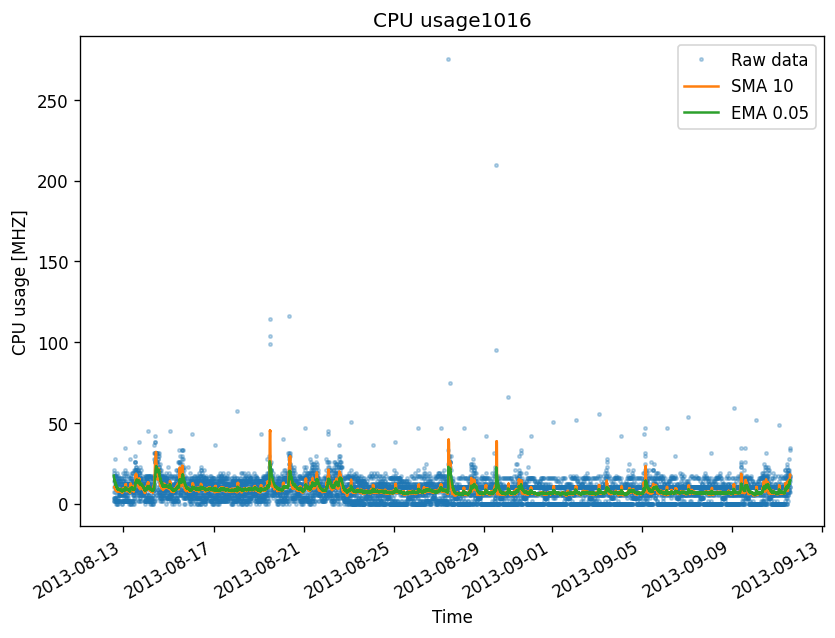 CPU usage1016
Raw data
SMA 10
EMA 0.05
CPU usage [MHZ]
250
200
150
100
50
0
2013-08-13
2013-08-17
2013-08-21
2013-08-25
2013-08-29
2013-09-01
2013-09-05
2013-09-09
2013-09-13
Time